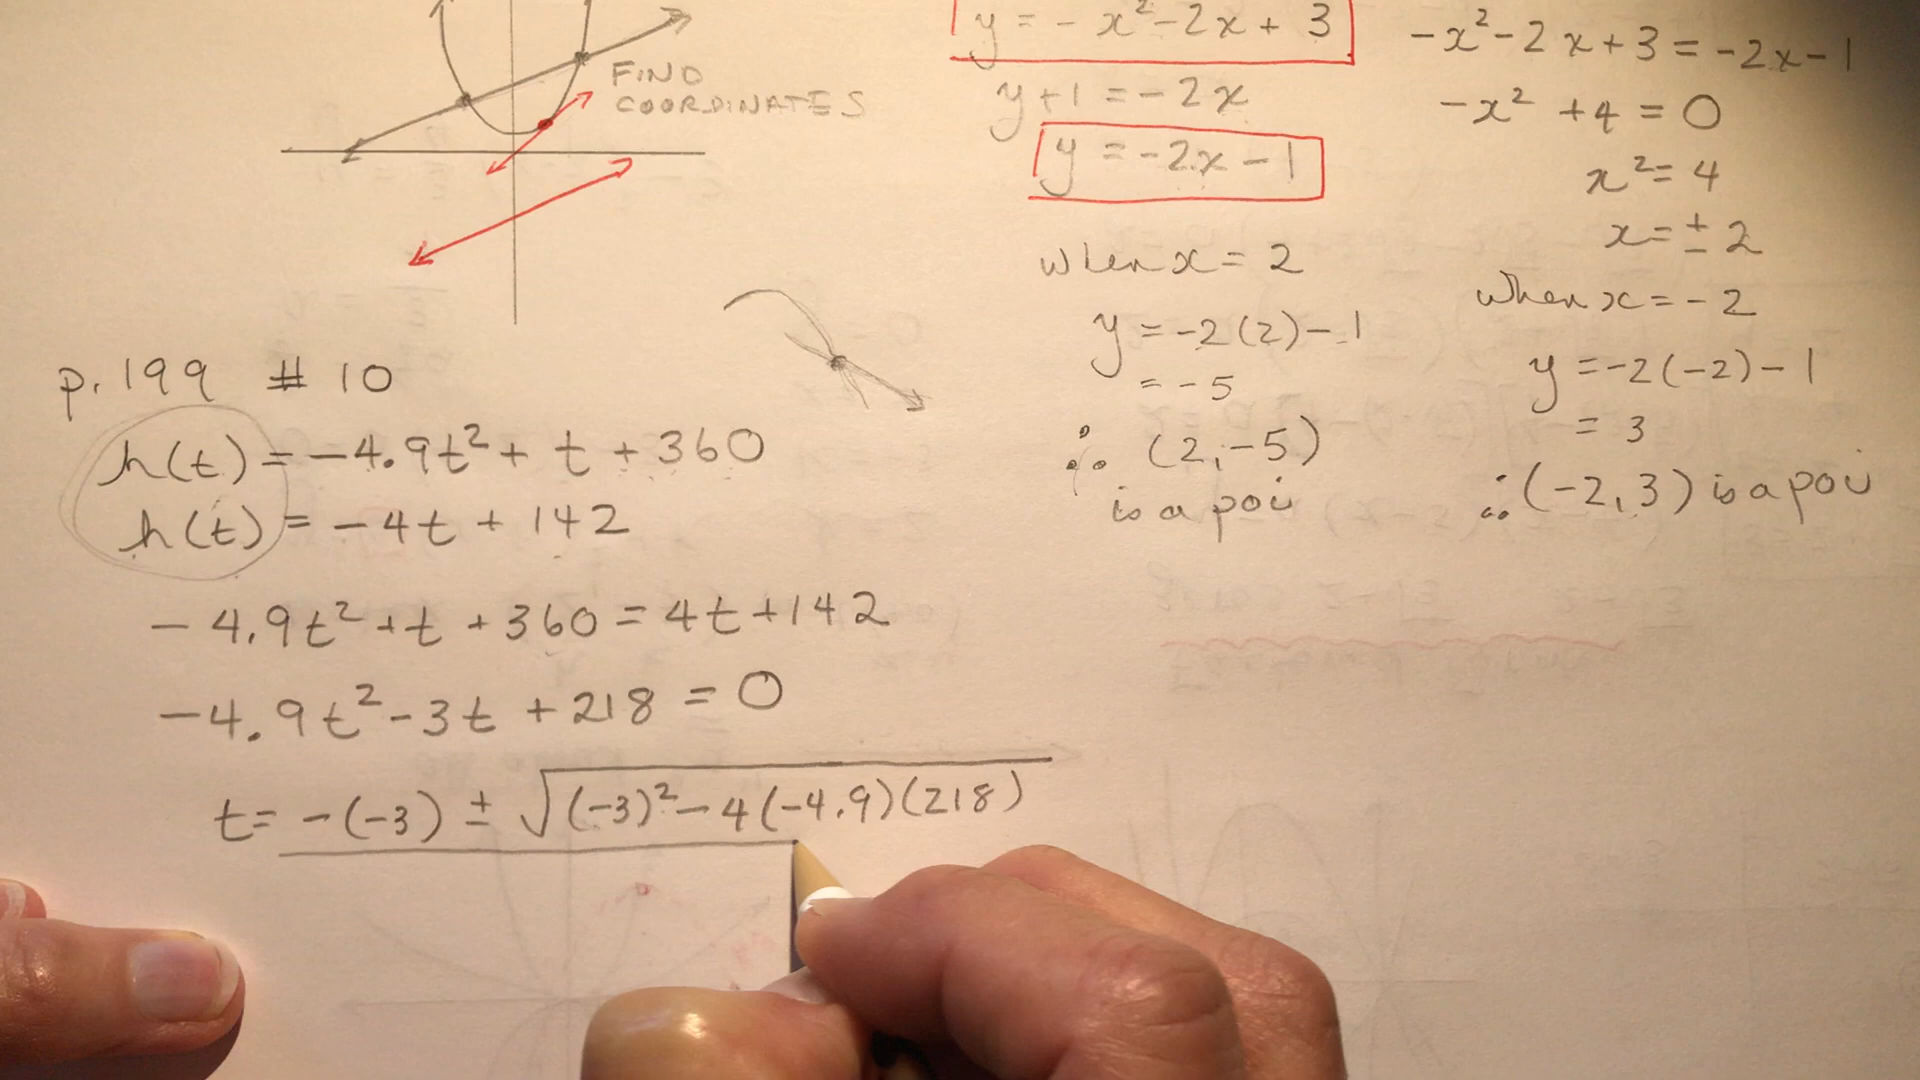 FIND
COORDINATES
y = - x² - 2x + 3
y + 1 = - 2x
y = - 2x - 1
when x = 2
y = -2(2) - 1
= -5
∴ (2, -5)
is a poi
-x² - 2x + 3 = -2x - 1
-x² + 4 = 0
x² = 4
x = ± 2
when x = - 2
y = -2(-2) - 1
= 3
∴ (-2, 3) is a poi
p. 199 # 10
h(t) = -4.9t² + t + 360
h(t) = -4t + 142
-4.9t² + t + 360 = 4t + 142
-4.9t² - 3t + 218 = 0
t = -(-3) ± √(-3)² - 4(-4.9)(218)